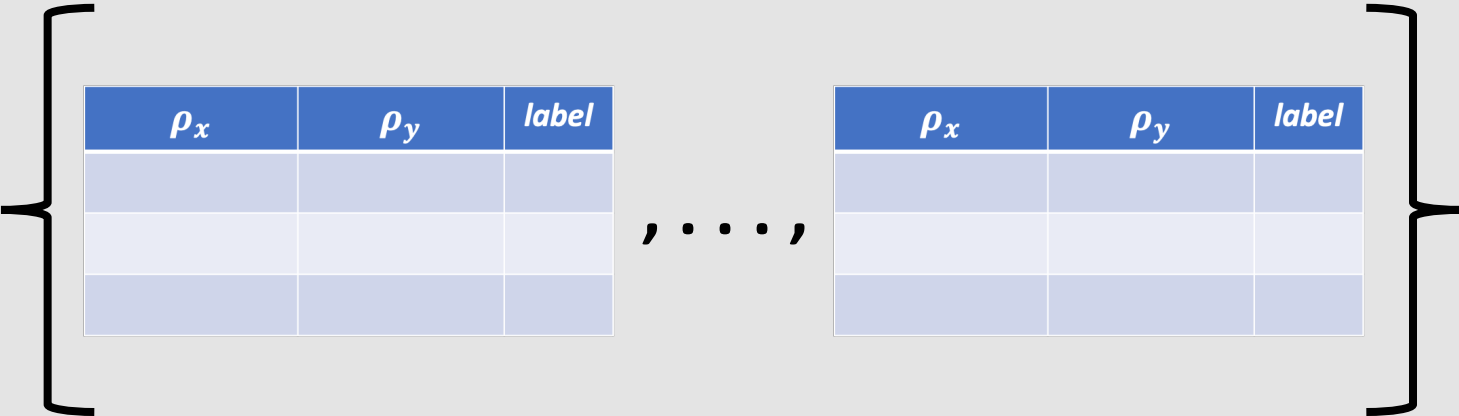 ρx ρy label ρx ρy label
, . . . ,